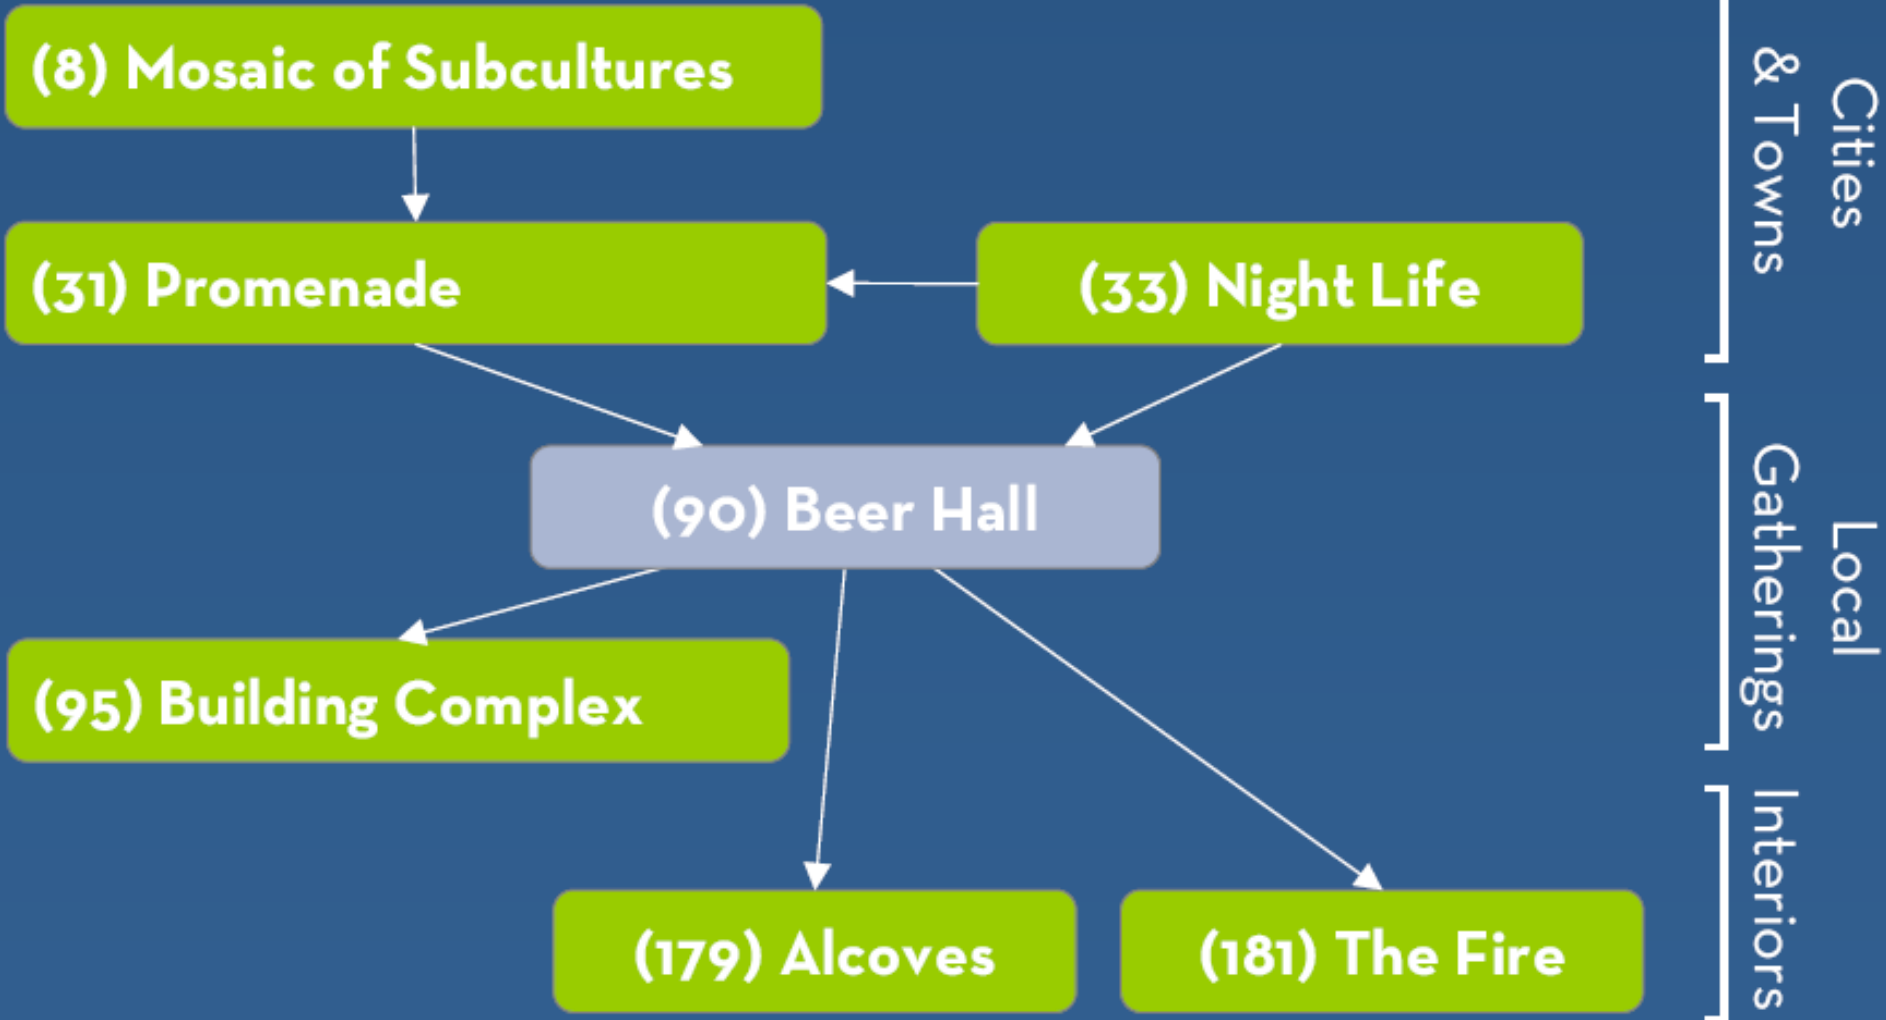 (8) Mosaic of Subcultures
(31) Promenade
(33) Night Life
(90) Beer Hall
(95) Building Complex
(179) Alcoves
(181) The Fire
Cities
& Towns
Local
Gatherings
Interiors